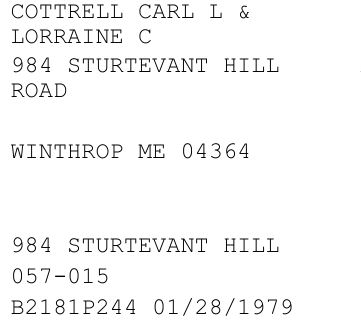 COTTRELL CARL L &
LORRAINE C
984 STURTEVANT HILL
ROAD
WINTHROP ME 04364
984 STURTEVANT HILL
057-015
B2181P244 01/28/1979